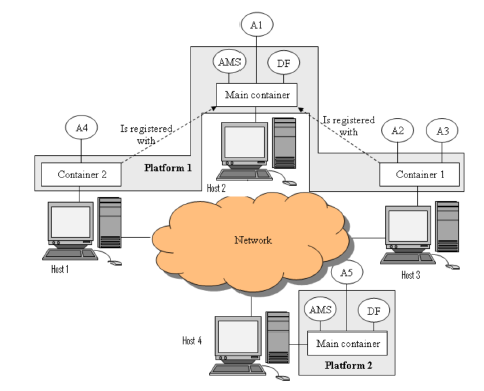 A1
AMS
DF
Main container
Is registered
with
Is registered
with
A4
A2
A3
Container 2
Platform 1
Container 1
Host 2
Host 1
Network
Host 3
A5
AMS
DF
Host 4
Main container
Platform 2